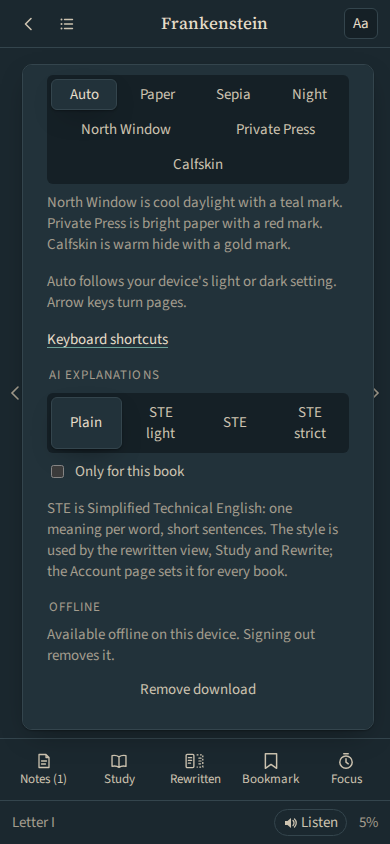 Frankenstein
Aa
Auto Paper Sepia Night
North Window Private Press
Calfskin
North Window is cool daylight with a teal mark.
Private Press is bright paper with a red mark.
Calfskin is warm hide with a gold mark.
Auto follows your device's light or dark setting.
Arrow keys turn pages.
Keyboard shortcuts
AI EXPLANATIONS
Plain STE light STE STE strict
Only for this book
STE is Simplified Technical English: one
meaning per word, short sentences. The style is
used by the rewritten view, Study and Rewrite;
the Account page sets it for every book.
OFFLINE
Available offline on this device. Signing out
removes it.
Remove download
Notes (1) Study Rewritten Bookmark Focus
Letter I Listen 5%